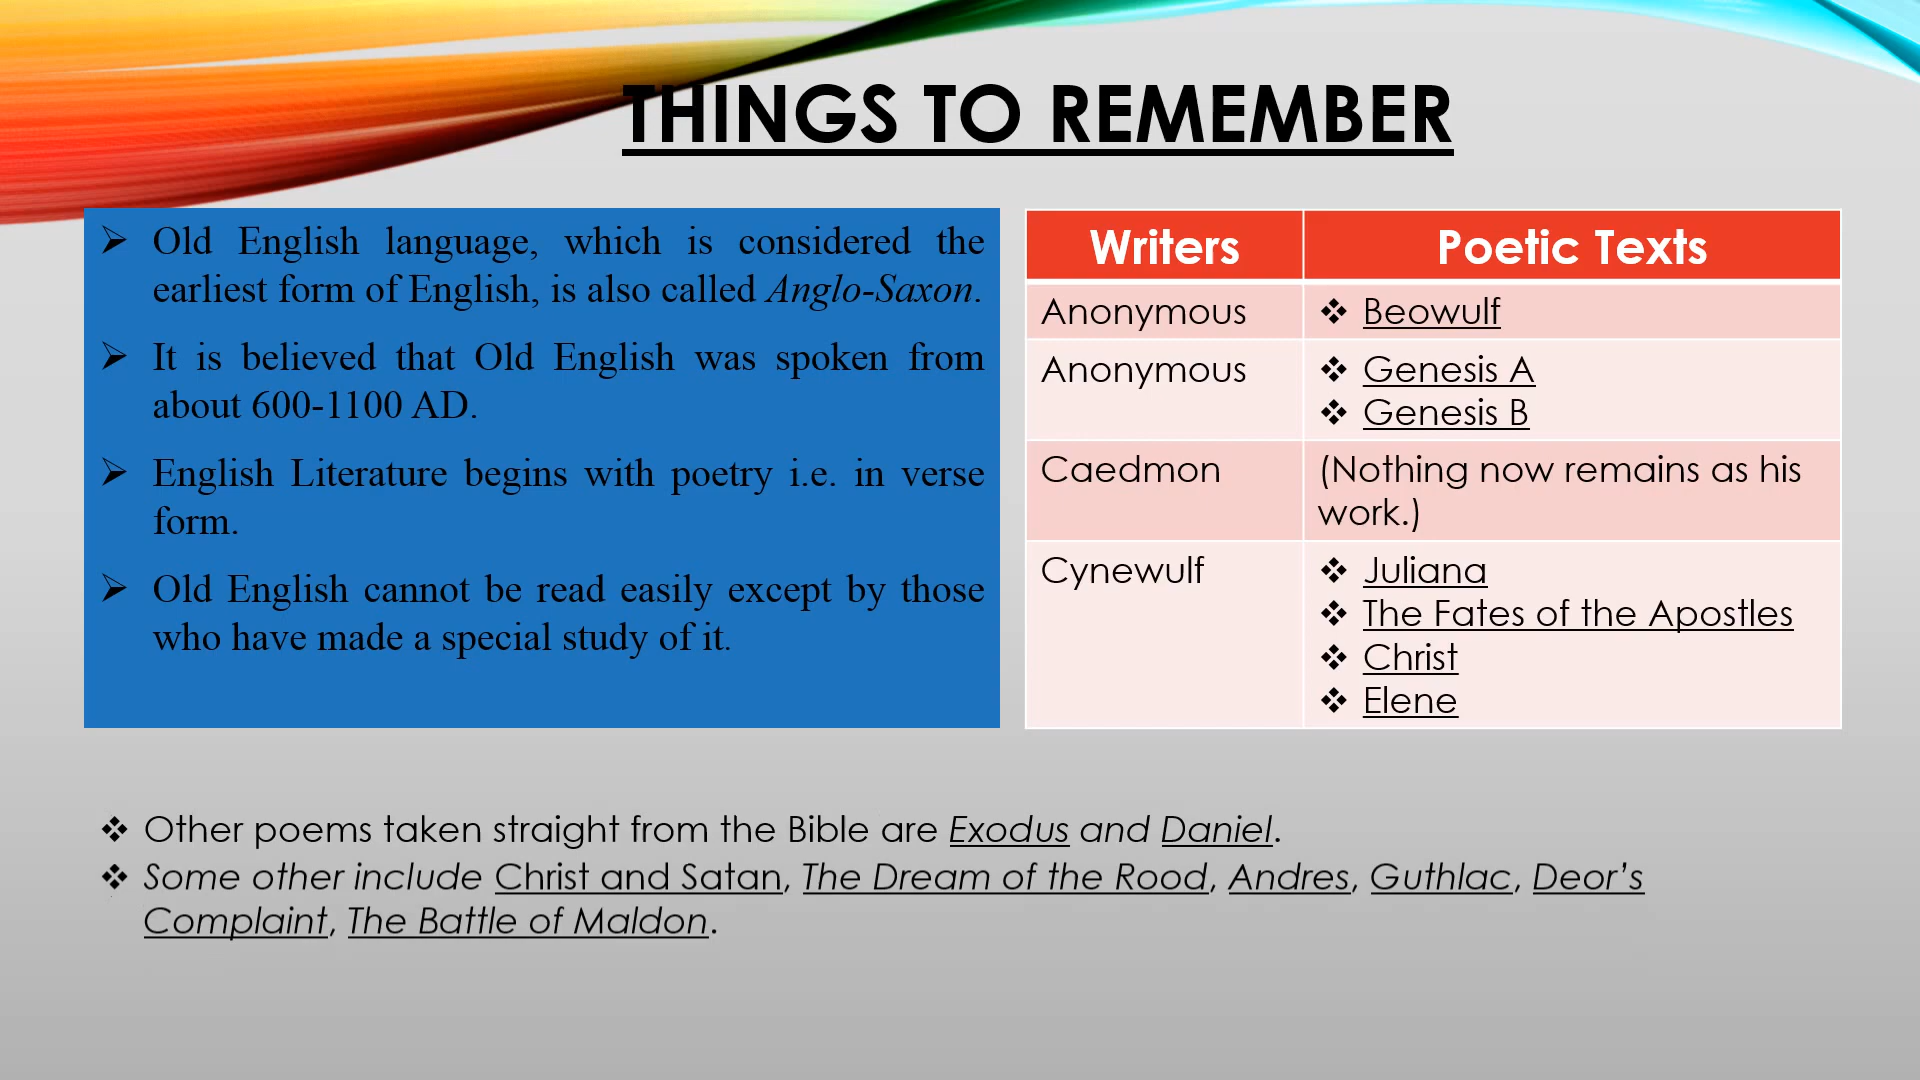 THINGS TO REMEMBER
➢ Old English language, which is considered the
earliest form of English, is also called Anglo-Saxon.
➢ It is believed that Old English was spoken from
about 600-1100 AD.
➢ English Literature begins with poetry i.e. in verse
form.
➢ Old English cannot be read easily except by those
who have made a special study of it.
Writers Poetic Texts
Anonymous ❖ Beowulf
Anonymous ❖ Genesis A
❖ Genesis B
Caedmon (Nothing now remains as his
work.)
Cynewulf ❖ Juliana
❖ The Fates of the Apostles
❖ Christ
❖ Elene
❖ Other poems taken straight from the Bible are Exodus and Daniel.
❖ Some other include Christ and Satan, The Dream of the Rood, Andres, Guthlac, Deor’s
Complaint, The Battle of Maldon.